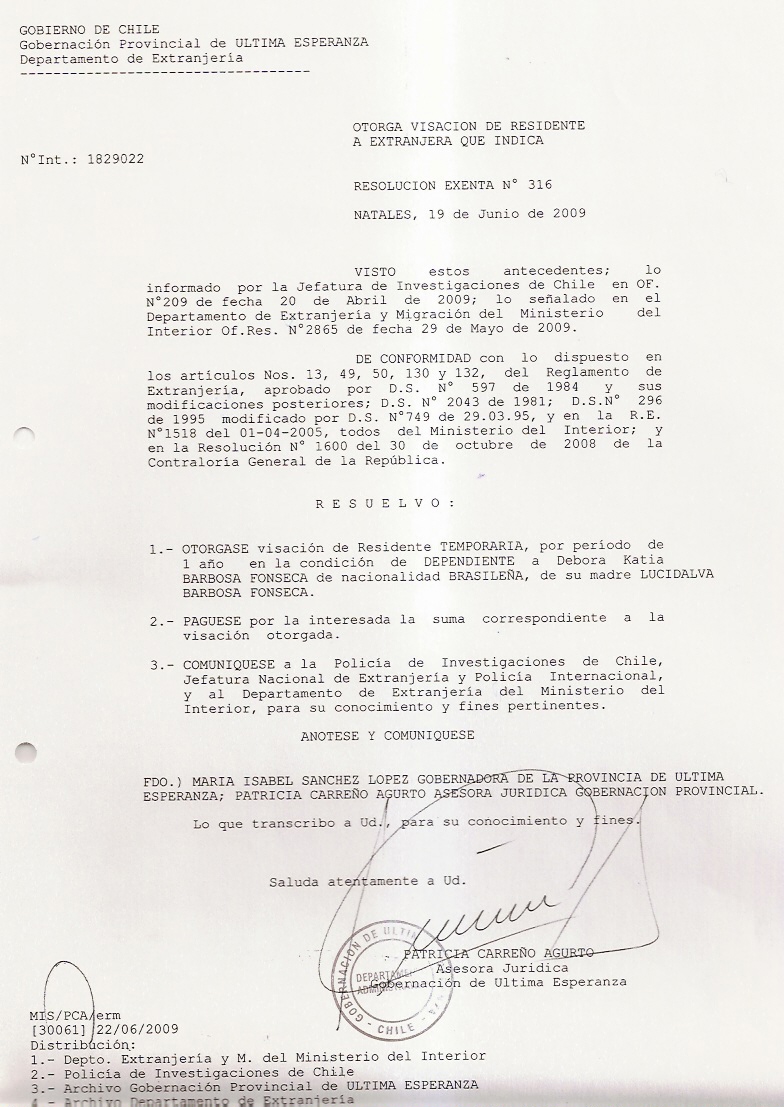 GOBIERNO DE CHILE
Gobernación Provincial de ULTIMA ESPERANZA
Departamento de Extranjería
-----------------------------------
OTORGA VISACION DE RESIDENTE
A EXTRANJERA QUE INDICA
N°Int.: 1829022
RESOLUCION EXENTA N° 316
NATALES, 19 de Junio de 2009
VISTO estos antecedentes; lo
informado por la Jefatura de Investigaciones de Chile en OF.
N°209 de fecha 20 de Abril de 2009; lo señalado en el
Departamento de Extranjería y Migración del Ministerio del
Interior Of.Res. N°2865 de fecha 29 de Mayo de 2009.
DE CONFORMIDAD con lo dispuesto en
los artículos Nos. 13, 49, 50, 130 y 132, del Reglamento de
Extranjería, aprobado por D.S. N° 597 de 1984 y sus
modificaciones posteriores; D.S. N° 2043 de 1981; D.S.N° 296
de 1995 modificado por D.S. N°749 de 29.03.95, y en la R.E.
N°1518 del 01-04-2005, todos del Ministerio del Interior; y
en la Resolución N° 1600 del 30 de octubre de 2008 de la
Contraloría General de la República.
R E S U E L V O :
1.- OTORGASE visación de Residente TEMPORARIA, por período de
1 año en la condición de DEPENDIENTE a Debora Katia
BARBOSA FONSECA de nacionalidad BRASILEÑA, de su madre LUCIDALVA
BARBOSA FONSECA.
2.- PAGUESE por la interesada la suma correspondiente a la
visación otorgada.
3.- COMUNIQUESE a la Policía de Investigaciones de Chile,
Jefatura Nacional de Extranjería y Policía Internacional,
y al Departamento de Extranjería del Ministerio del
Interior, para su conocimiento y fines pertinentes.
ANOTESE Y COMUNIQUESE
FDO.) MARIA ISABEL SANCHEZ LOPEZ GOBERNADORA DE LA PROVINCIA DE ULTIMA
ESPERANZA; PATRICIA CARREÑO AGURTO ASESORA JURIDICA GOBERNACION PROVINCIAL.
Lo que transcribo a Ud., para su conocimiento y fines.
Saluda atentamente a Ud.
GOBERNACIÓN DE ULTIMA
CHILE
PATRICIA CARREÑO AGURTO
Asesora Juridica
Gobernación de Ultima Esperanza
MIS/PCA/erm
[30061] 22/06/2009
Distribución:
1.- Depto. Extranjería y M. del Ministerio del Interior
2.- Policía de Investigaciones de Chile
3.- Archivo Gobernación Provincial de ULTIMA ESPERANZA
4.- Archivo Departamento de Extranjería